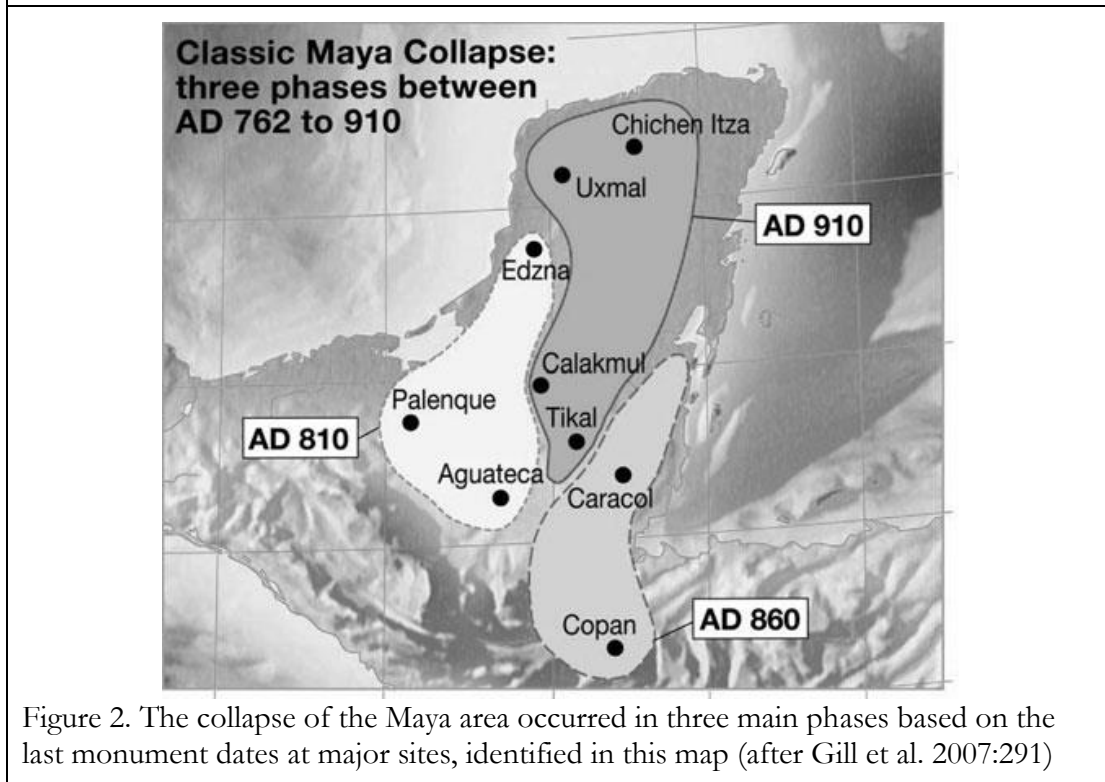 Classic Maya Collapse:
three phases between
AD 762 to 910
Chichen Itza
Uxmal
AD 910
Edzna
Calakmul
Palenque
Tikal
AD 810
Aguateca
Caracol
AD 860
Copan
Figure 2. The collapse of the Maya area occurred in three main phases based on the
last monument dates at major sites, identified in this map (after Gill et al. 2007:291)